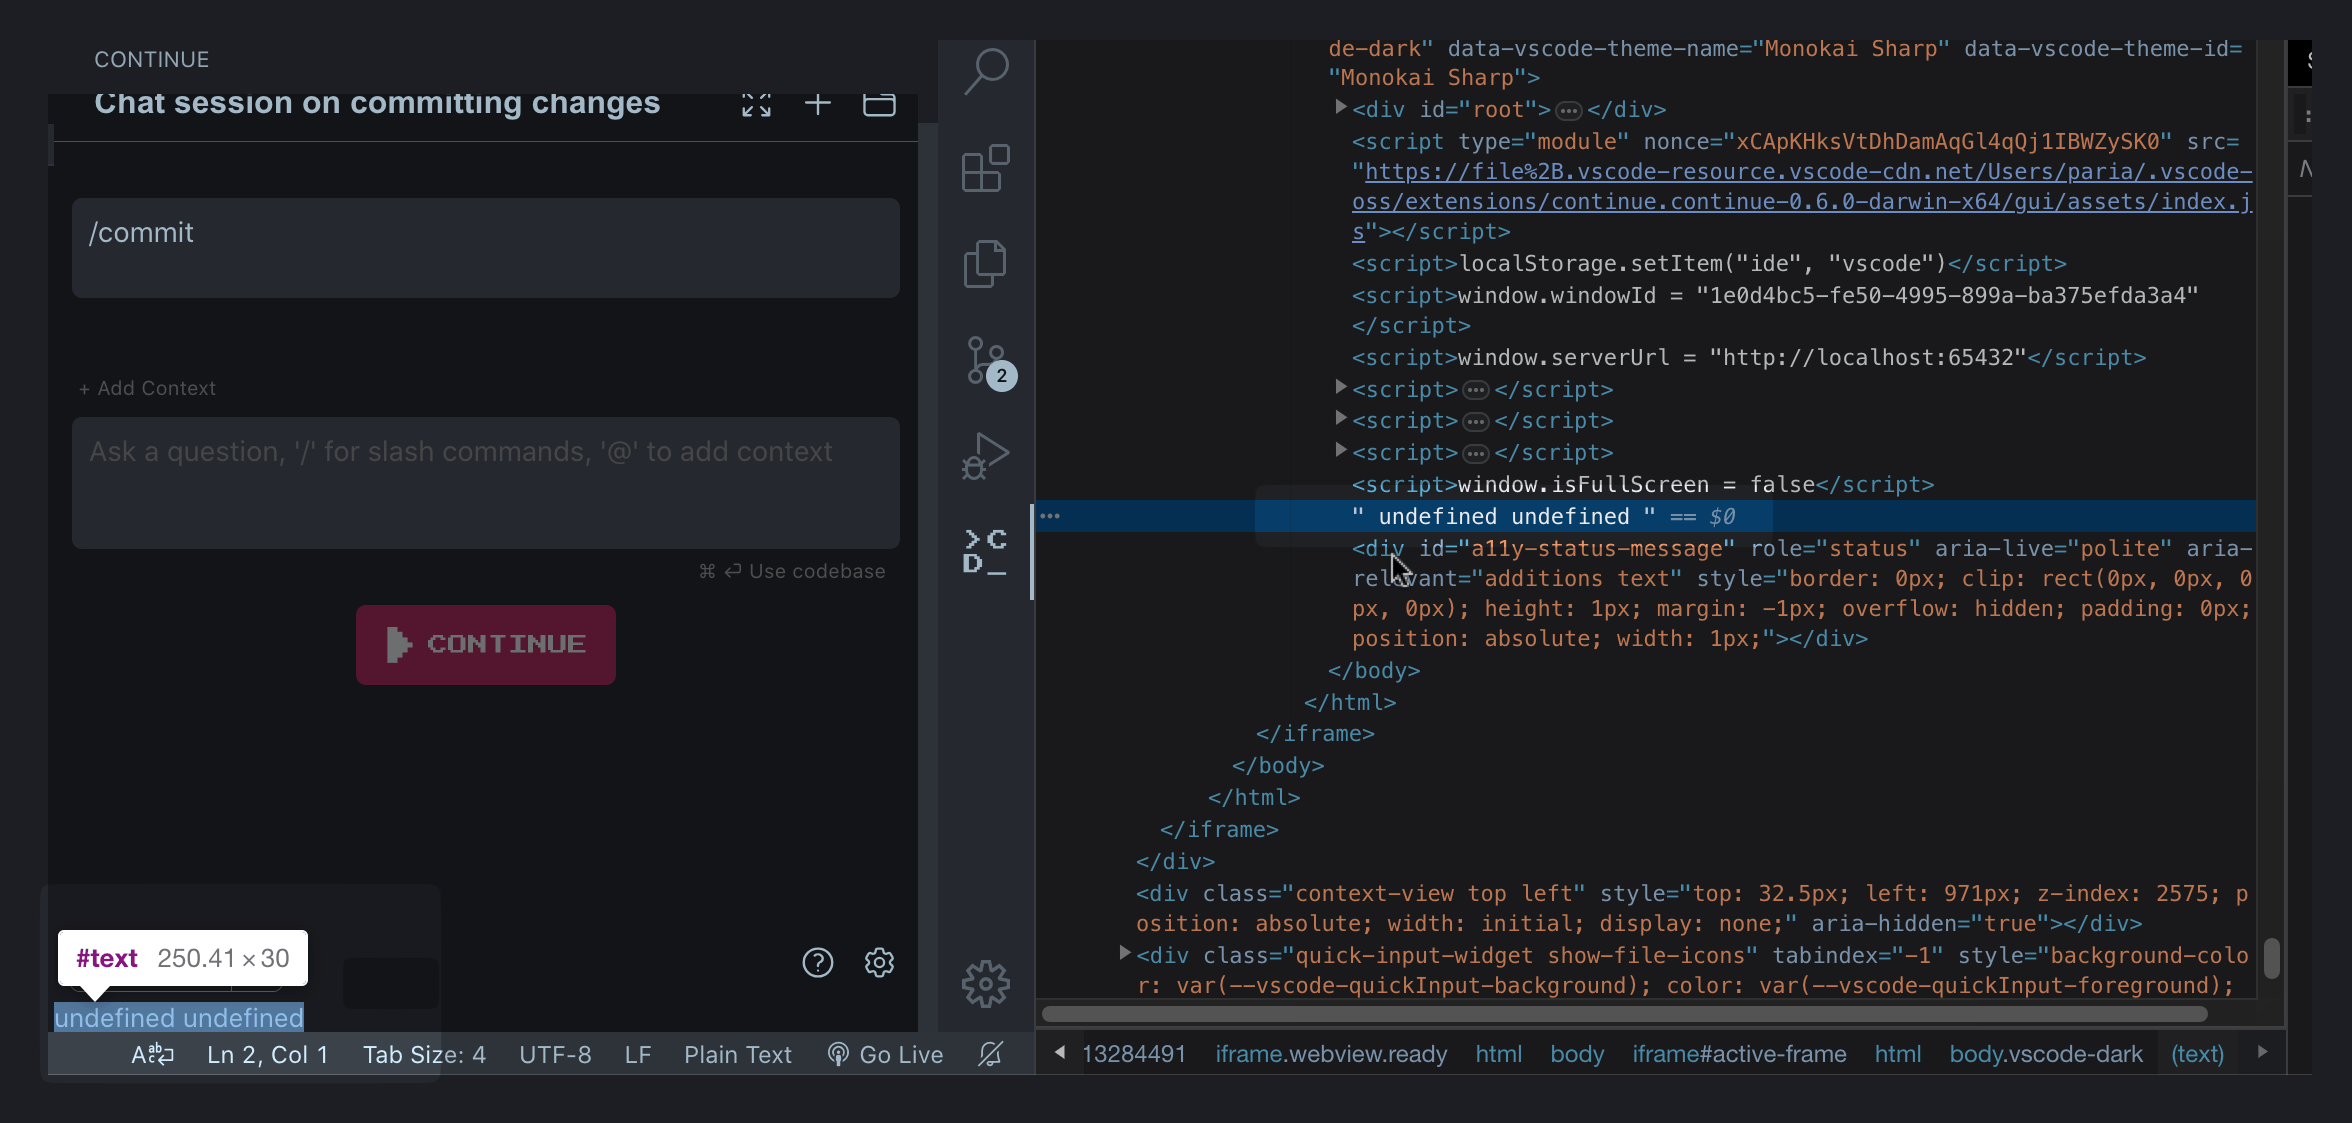 CONTINUE
Chat session on committing changes
/commit
+ Add Context
Ask a question, '/' for slash commands, '@' to add context
⌘ ⏎ Use codebase
CONTINUE
#text 250.41 × 30
undefined undefined
Ln 2, Col 1 Tab Size: 4 UTF-8 LF Plain Text Go Live
2
>C
D_
de-dark" data-vscode-theme-name="Monokai Sharp" data-vscode-theme-id=
"Monokai Sharp">
<div id="root">…</div>
<script type="module" nonce="xCApKHksVtDhDamAqGl4qQj1IBWZySK0" src=
"https://file%2B.vscode-resource.vscode-cdn.net/Users/paria/.vscode-
oss/extensions/continue.continue-0.6.0-darwin-x64/gui/assets/index.j
s"></script>
<script>localStorage.setItem("ide", "vscode")</script>
<script>window.windowId = "1e0d4bc5-fe50-4995-899a-ba375efda3a4"
</script>
<script>window.serverUrl = "http://localhost:65432"</script>
<script>…</script>
<script>…</script>
<script>…</script>
<script>window.isFullScreen = false</script>
" undefined undefined " == $0
<div id="a11y-status-message" role="status" aria-live="polite" aria-
relevant="additions text" style="border: 0px; clip: rect(0px, 0px, 0
px, 0px); height: 1px; margin: -1px; overflow: hidden; padding: 0px;
position: absolute; width: 1px;"></div>
</body>
</html>
</iframe>
</body>
</html>
</iframe>
</div>
<div class="context-view top left" style="top: 32.5px; left: 971px; z-index: 2575; p
osition: absolute; width: initial; display: none;" aria-hidden="true"></div>
<div class="quick-input-widget show-file-icons" tabindex="-1" style="background-colo
r: var(--vscode-quickInput-background); color: var(--vscode-quickInput-foreground);
13284491 iframe.webview.ready html body iframe#active-frame html body.vscode-dark (text)